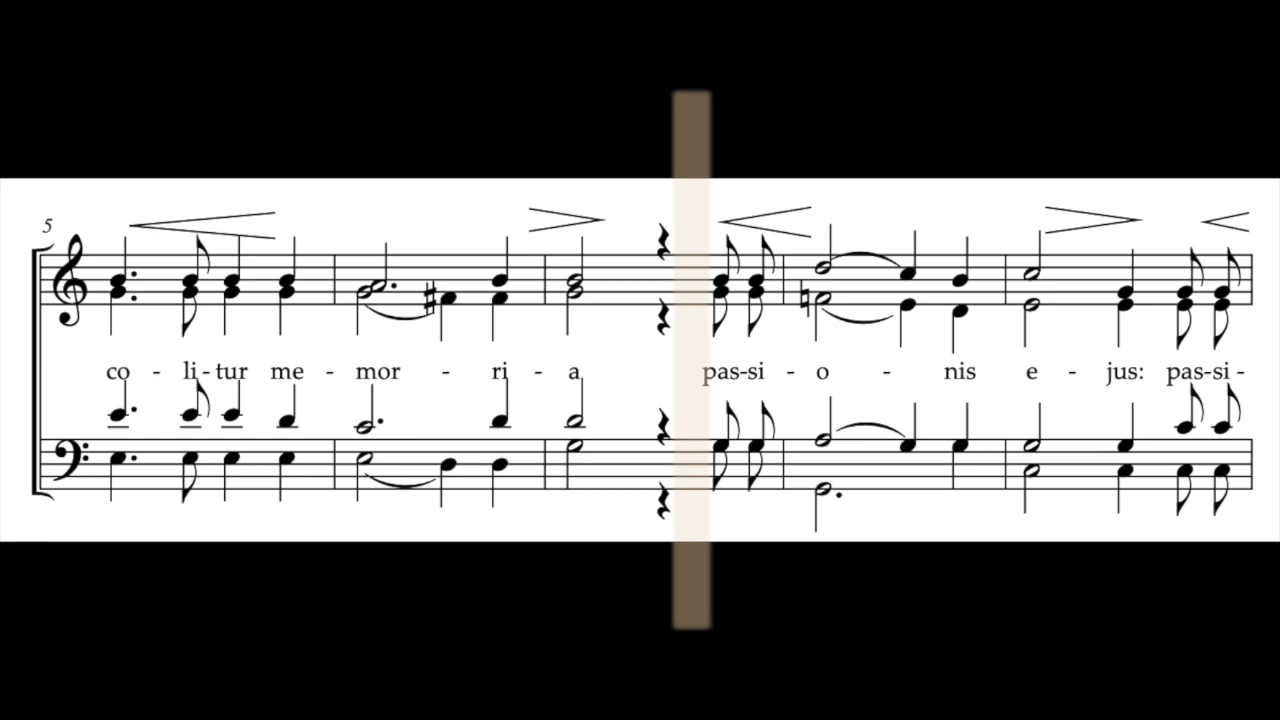 5
co - li - tur me - mor - ri - a pas-si - o - nis e - jus: pas-si -